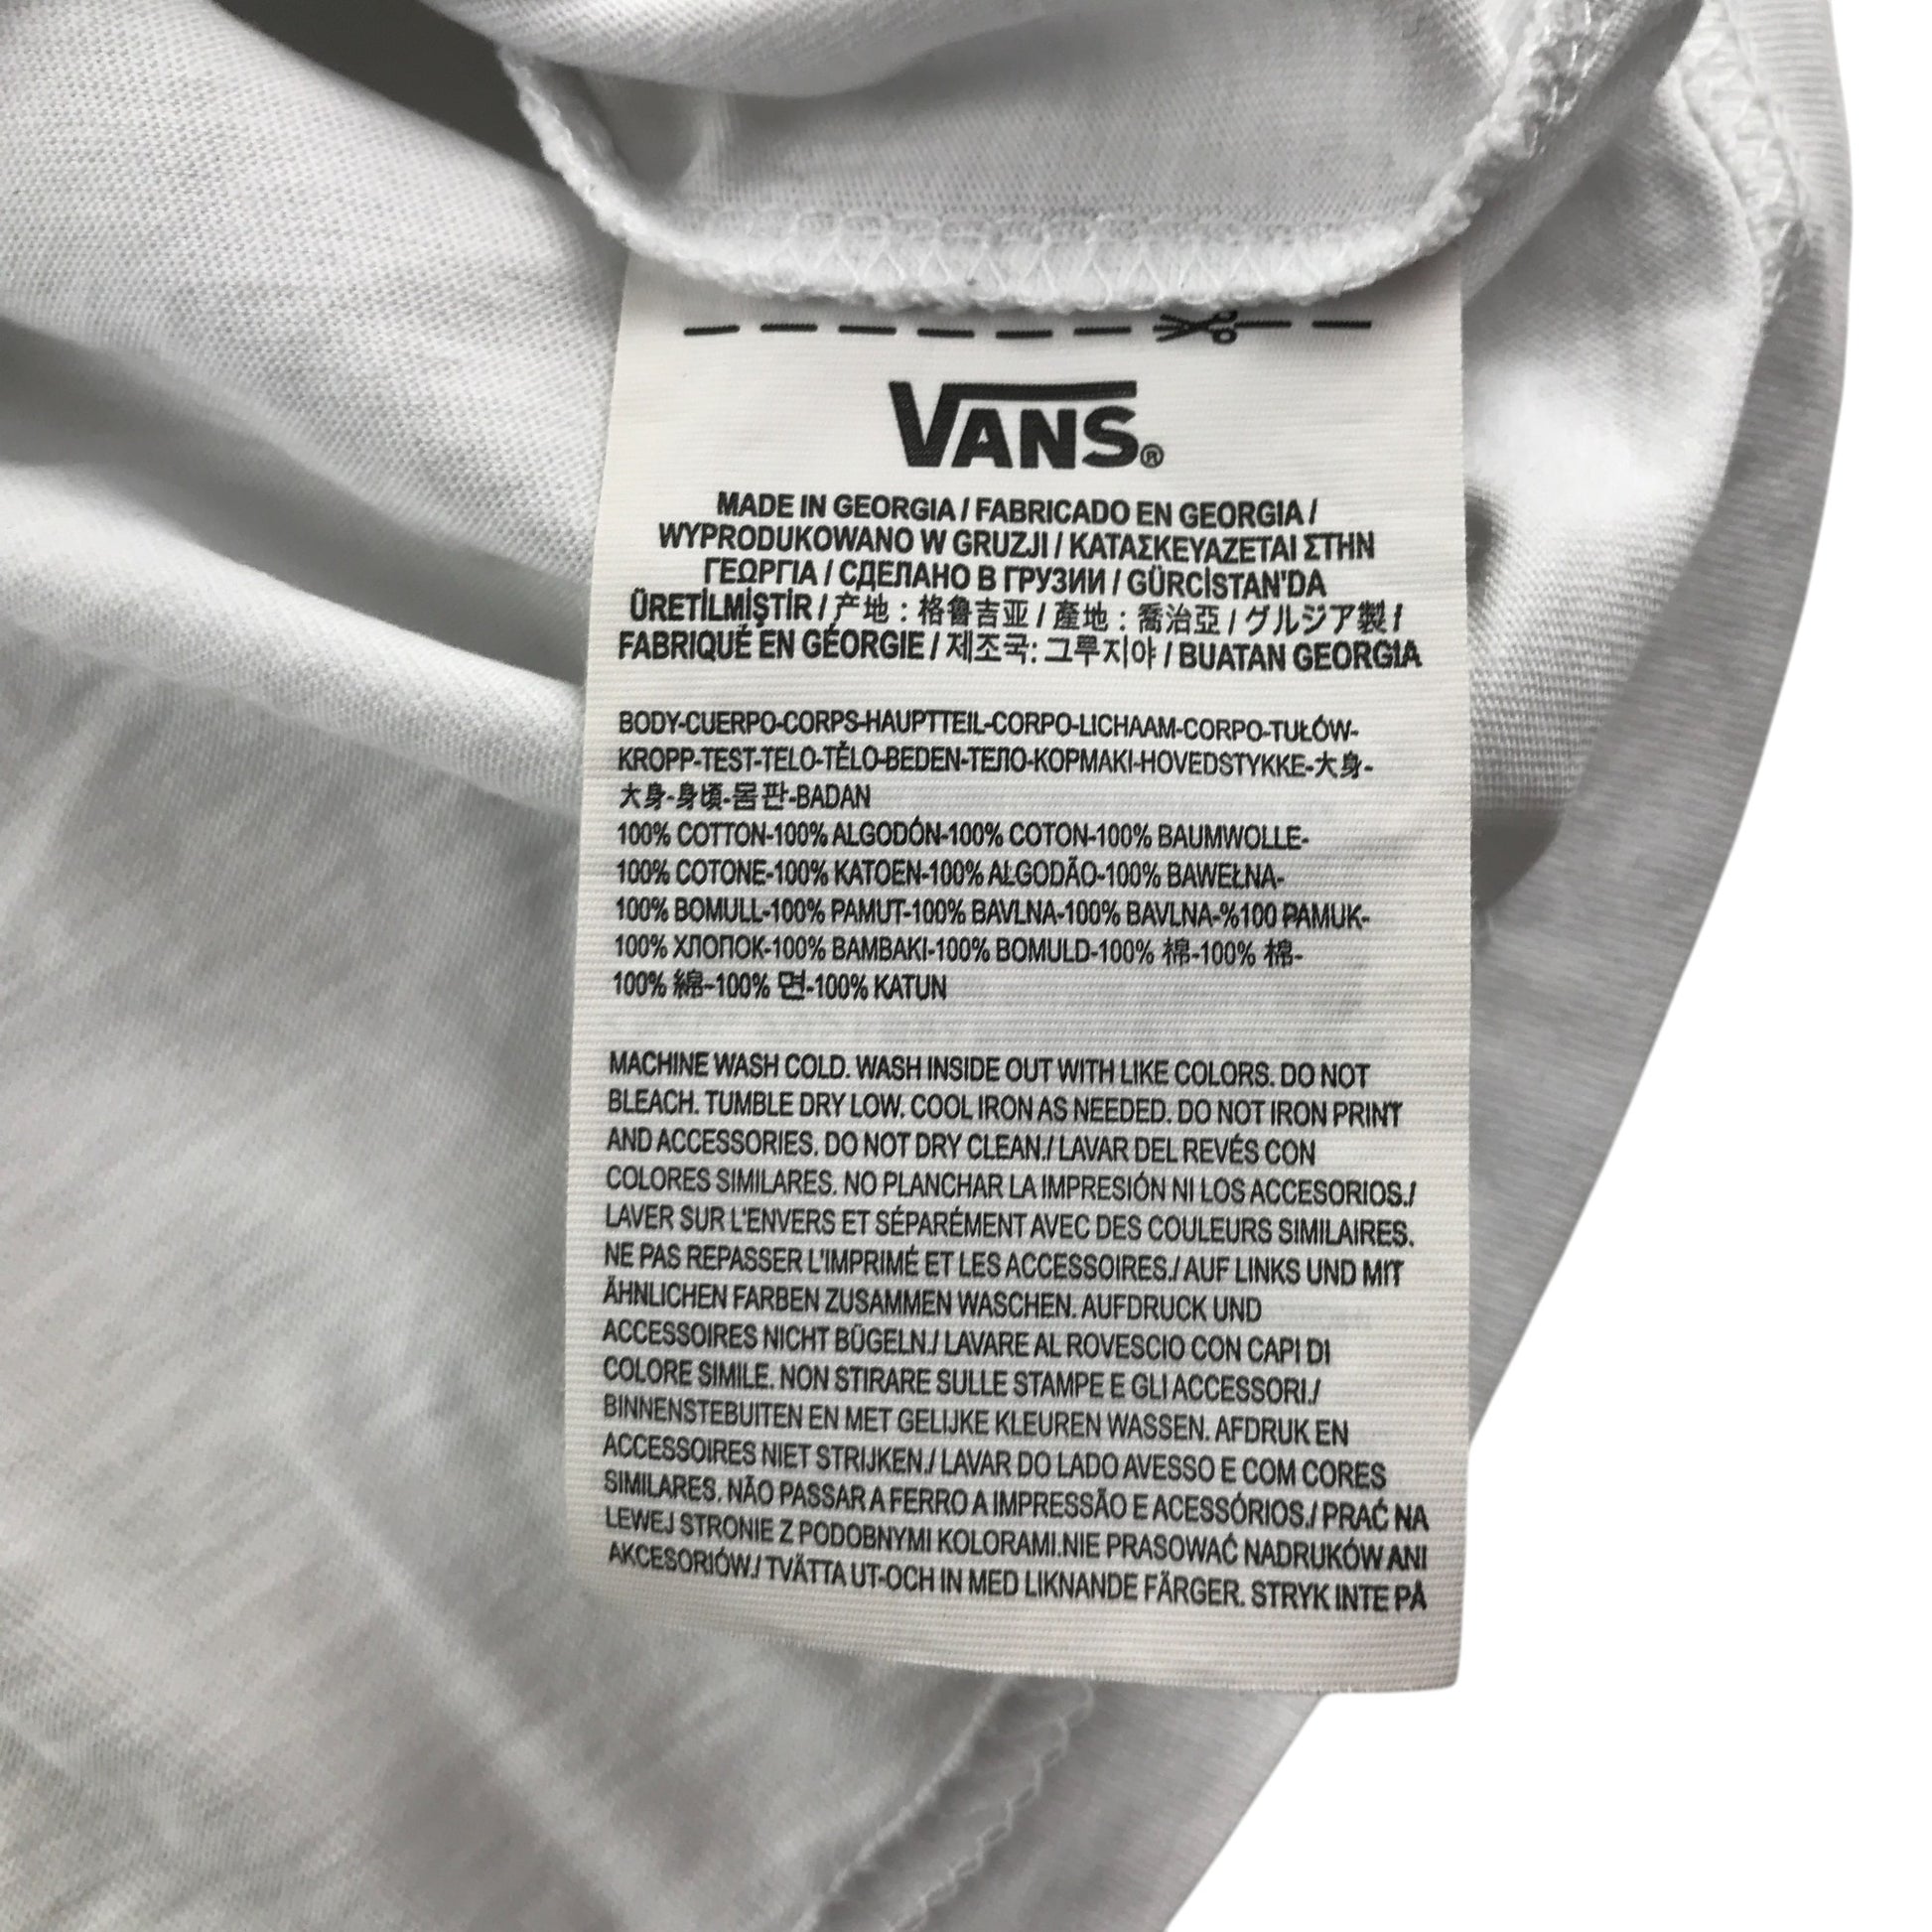 VANS®
MADE IN GEORGIA / FABRICADO EN GEORGIA /
WYPRODUKOWANO W GRUZJI / ΚΑΤΑΣΚΕΥΑΖΕΤΑΙ ΣΤΗΝ
ΓΕΩΡΓΙΑ / СДЕЛАНО В ГРУЗИИ / GÜRCİSTAN'DA
ÜRETİLMİŞTİR / 产地 : 格鲁吉亚 / 產地 : 喬治亞 / グルジア製 /
FABRIQUÉ EN GÉORGIE / 제조국: 그루지야 / BUATAN GEORGIA
BODY-CUERPO-CORPS-HAUPTTEIL-CORPO-LICHAAM-CORPO-TUŁÓW-
KROPP-TEST-TELO-TĚLO-BEDEN-ТЕЛО-KOPMAKI-HOVEDSTYKKE-大身-
大身-身頃-몸판-BADAN
100% COTTON-100% ALGODÓN-100% COTON-100% BAUMWOLLE-
100% COTONE-100% KATOEN-100% ALGODÃO-100% BAWEŁNA-
100% BOMULL-100% PAMUT-100% BAVLNA-100% BAVLNA-%100 PAMUK-
100% ХЛОПОК-100% BAMBAKI-100% BOMULD-100% 棉-100% 棉-
100% 綿-100% 면-100% KATUN
MACHINE WASH COLD. WASH INSIDE OUT WITH LIKE COLORS. DO NOT
BLEACH. TUMBLE DRY LOW. COOL IRON AS NEEDED. DO NOT IRON PRINT
AND ACCESSORIES. DO NOT DRY CLEAN./ LAVAR DEL REVÉS CON
COLORES SIMILARES. NO PLANCHAR LA IMPRESIÓN NI LOS ACCESORIOS./
LAVER SUR L'ENVERS ET SÉPARÉMENT AVEC DES COULEURS SIMILAIRES.
NE PAS REPASSER L'IMPRIMÉ ET LES ACCESSOIRES./ AUF LINKS UND MIT
ÄHNLICHEN FARBEN ZUSAMMEN WASCHEN. AUFDRUCK UND
ACCESSOIRES NICHT BÜGELN./ LAVARE AL ROVESCIO CON CAPI DI
COLORE SIMILE. NON STIRARE SULLE STAMPE E GLI ACCESSORI./
BINNENSTEBUITEN EN MET GELIJKE KLEUREN WASSEN. AFDRUK EN
ACCESSOIRES NIET STRIJKEN./ LAVAR DO LADO AVESSO E COM CORES
SIMILARES. NÃO PASSAR A FERRO A IMPRESSÃO E ACESSÓRIOS./ PRAĆ NA
LEWEJ STRONIE Z PODOBNYMI KOLORAMI.NIE PRASOWAĆ NADRUKÓW ANI
AKCESORIÓW./ TVÄTTA UT-OCH IN MED LIKNANDE FÄRGER. STRYK INTE PÅ